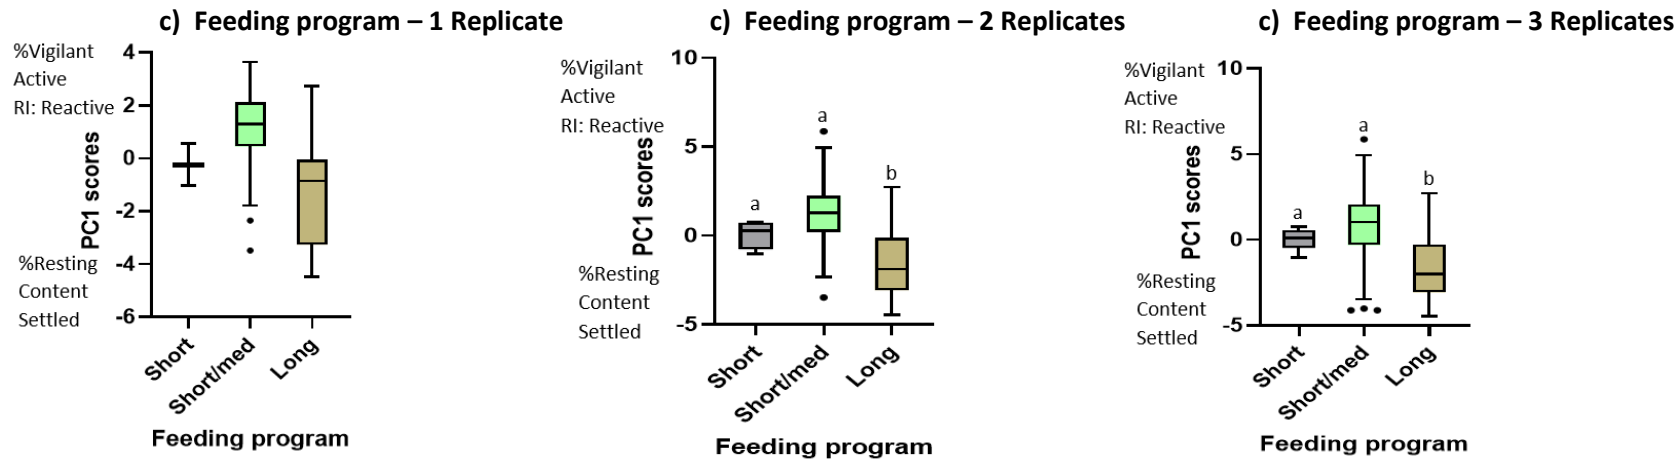 c) Feeding program – 1 Replicate
%Vigilant
Active
RI: Reactive
PC1 scores
%Resting
Content
Settled
4
2
0
-2
-4
-6
Short
Short/med
Long
Feeding program
c) Feeding program – 2 Replicates
%Vigilant
Active
RI: Reactive
PC1 scores
%Resting
Content
Settled
10
5
0
-5
a
a
b
Short
Short/med
Long
Feeding program
c) Feeding program – 3 Replicates
%Vigilant
Active
RI: Reactive
PC1 scores
%Resting
Content
Settled
10
5
0
-5
a
a
b
Short
Short/med
Long
Feeding program